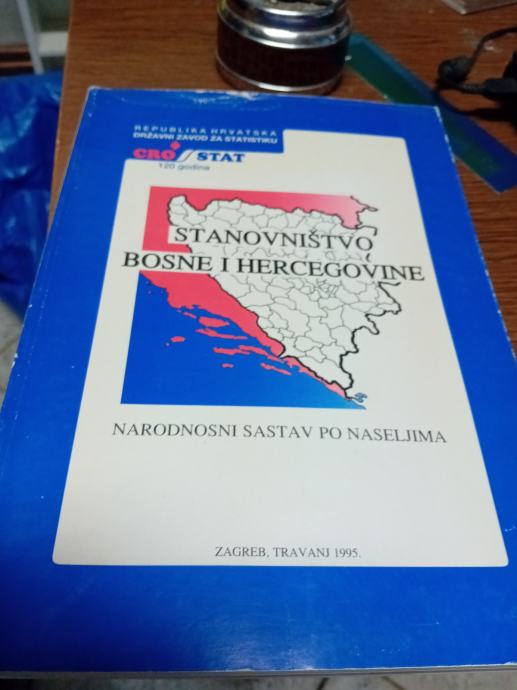 REPUBLIKA HRVATSKA
DRŽAVNI ZAVOD ZA STATISTIKU
CRO STAT
120 godina
STANOVNIŠTVO
BOSNE I HERCEGOVINE
NARODNOSNI SASTAV PO NASELJIMA
ZAGREB, TRAVANJ 1995.